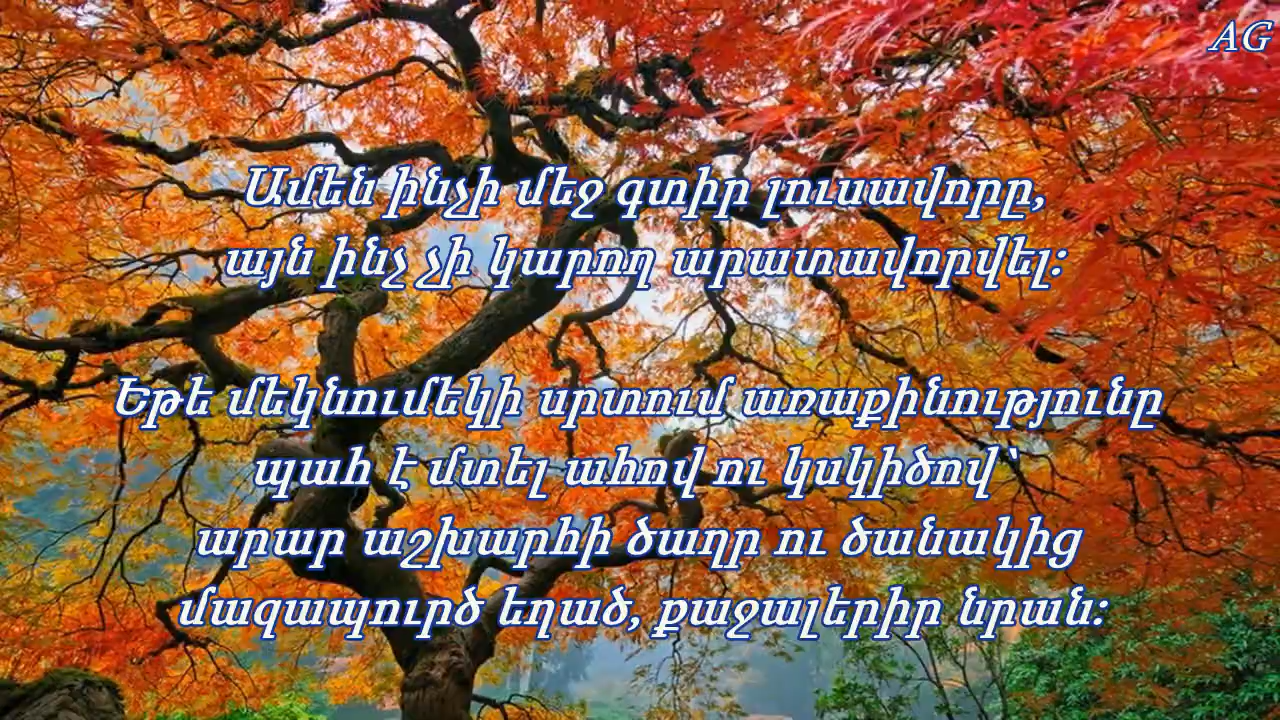 AG
Ամեն ինչի մեջ գտիր լուսավորը,
այն ինչ չի կարող արատավորվել:
Եթե մեկնումեկի սրտում առաքինությունը
պահ է մտել ահով ու կսկիծով՝
արար աշխարհի ծաղր ու ծանակից
մազապուրծ եղած, քաջալերիր նրան: